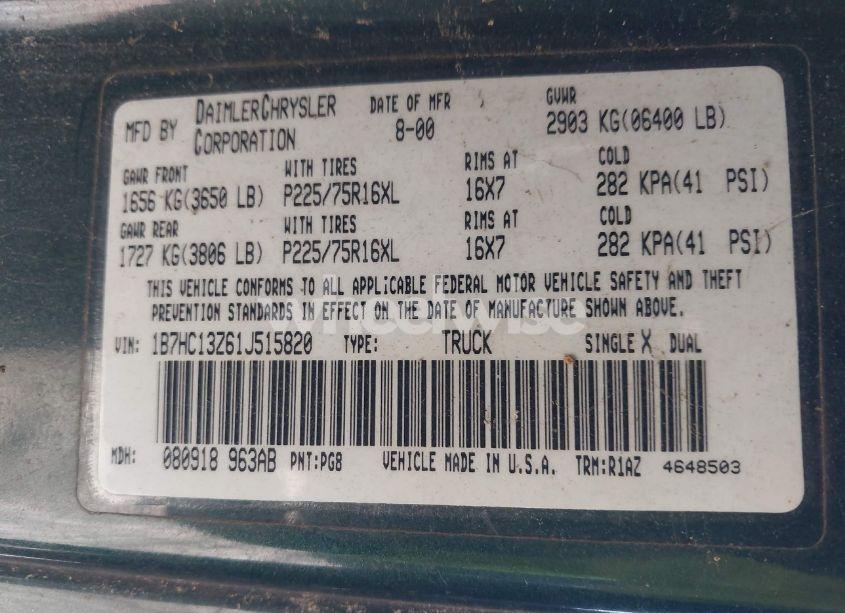 MFD BY DAIMLERCHRYSLER CORPORATION DATE OF MFR 8-00 GVWR 2903 KG(06400 LB)
GAWR FRONT WITH TIRES RIMS AT COLD
1656 KG(3650 LB) P225/75R16XL 16X7 282 KPA(41 PSI)
GAWR REAR WITH TIRES RIMS AT COLD
1727 KG(3806 LB) P225/75R16XL 16X7 282 KPA(41 PSI)
THIS VEHICLE CONFORMS TO ALL APPLICABLE FEDERAL MOTOR VEHICLE SAFETY AND THEFT
PREVENTION STANDARDS IN EFFECT ON THE DATE OF MANUFACTURE SHOWN ABOVE.
wheelwise
VIN: 1B7HC13Z61J515820 TYPE: TRUCK SINGLE X DUAL
MDH: 080918 963AB PNT:PG8 VEHICLE MADE IN U.S.A. TRM:R1AZ 4648503